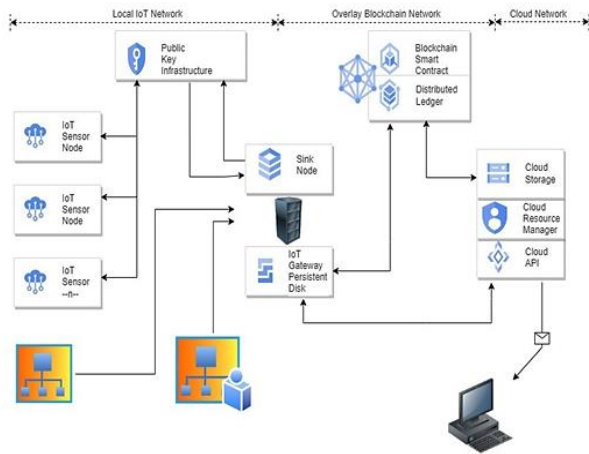 Local IoT Network
Overlay Blockchain Network
Cloud Network
Public
Key
Infrastructure
Blockchain
Smart
Contract
Distributed
Ledger
IoT
Sensor
Node
Sink
Node
Cloud
Storage
IoT
Sensor
Node
Cloud
Resource
Manager
IoT
Gateway
Persistent
Disk
Cloud
API
IoT
Sensor
--n--